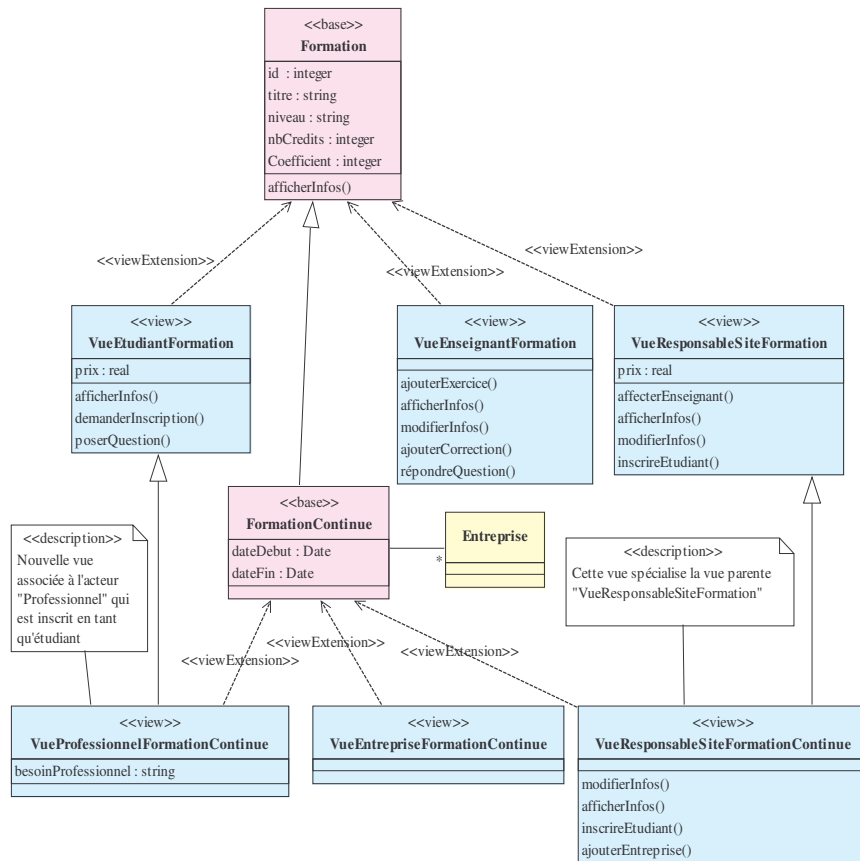 <<base>>
Formation
id : integer
titre : string
niveau : string
nbCredits : integer
Coefficient : integer
afficherInfos()
<<viewExtension>>
<<viewExtension>>
<<viewExtension>>
<<view>>
VueEtudiantFormation
prix : real
afficherInfos()
demanderInscription()
poserQuestion()
<<view>>
VueEnseignantFormation
ajouterExercice()
afficherInfos()
modifierInfos()
ajouterCorrection()
répondreQuestion()
<<view>>
VueResponsableSiteFormation
prix : real
affecterEnseignant()
afficherInfos()
modifierInfos()
inscrireEtudiant()
<<base>>
FormationContinue
dateDebut : Date
dateFin : Date
*
Entreprise
<<description>>
Nouvelle vue
associée à l'acteur
"Professionnel" qui
est inscrit en tant
qu'étudiant
<<description>>
Cette vue spécialise la vue parente
"VueResponsableSiteFormation"
<<viewExtension>>
<<viewExtension>>
<<viewExtension>>
<<view>>
VueProfessionnelFormationContinue
besoinProfessionnel : string
<<view>>
VueEntrepriseFormationContinue
<<view>>
VueResponsableSiteFormationContinue
modifierInfos()
afficherInfos()
inscrireEtudiant()
ajouterEntreprise()